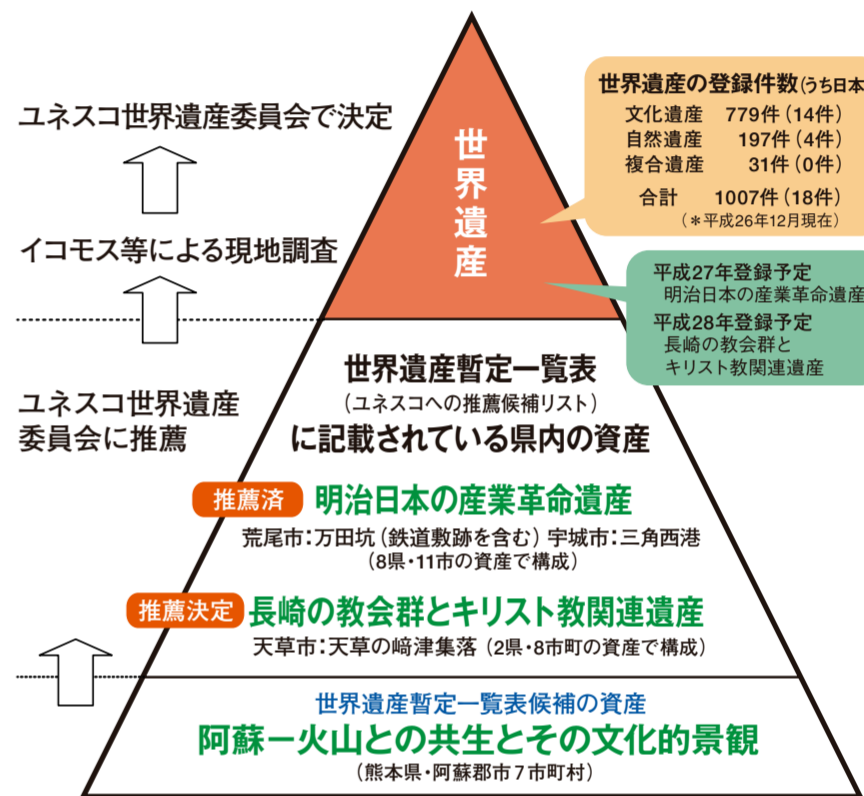 世界遺産の登録件数(うち日本
文化遺産 779件(14件)
自然遺産 197件(4件)
複合遺産 31件(0件)
合計 1007件(18件)
(*平成26年12月現在)
ユネスコ世界遺産委員会で決定
世界遺産
イコモス等による現地調査
平成27年登録予定
明治日本の産業革命遺産
平成28年登録予定
長崎の教会群と
キリスト教関連遺産
ユネスコ世界遺産
委員会に推薦
世界遺産暫定一覧表
(ユネスコへの推薦候補リスト)
に記載されている県内の資産
推薦済 明治日本の産業革命遺産
荒尾市:万田坑(鉄道敷跡を含む) 宇城市:三角西港
(8県・11市の資産で構成)
推薦決定 長崎の教会群とキリスト教関連遺産
天草市:天草の﨑津集落 (2県・8市町の資産で構成)
世界遺産暫定一覧表候補の資産
阿蘇ー火山との共生とその文化的景観
(熊本県・阿蘇郡市7市町村)